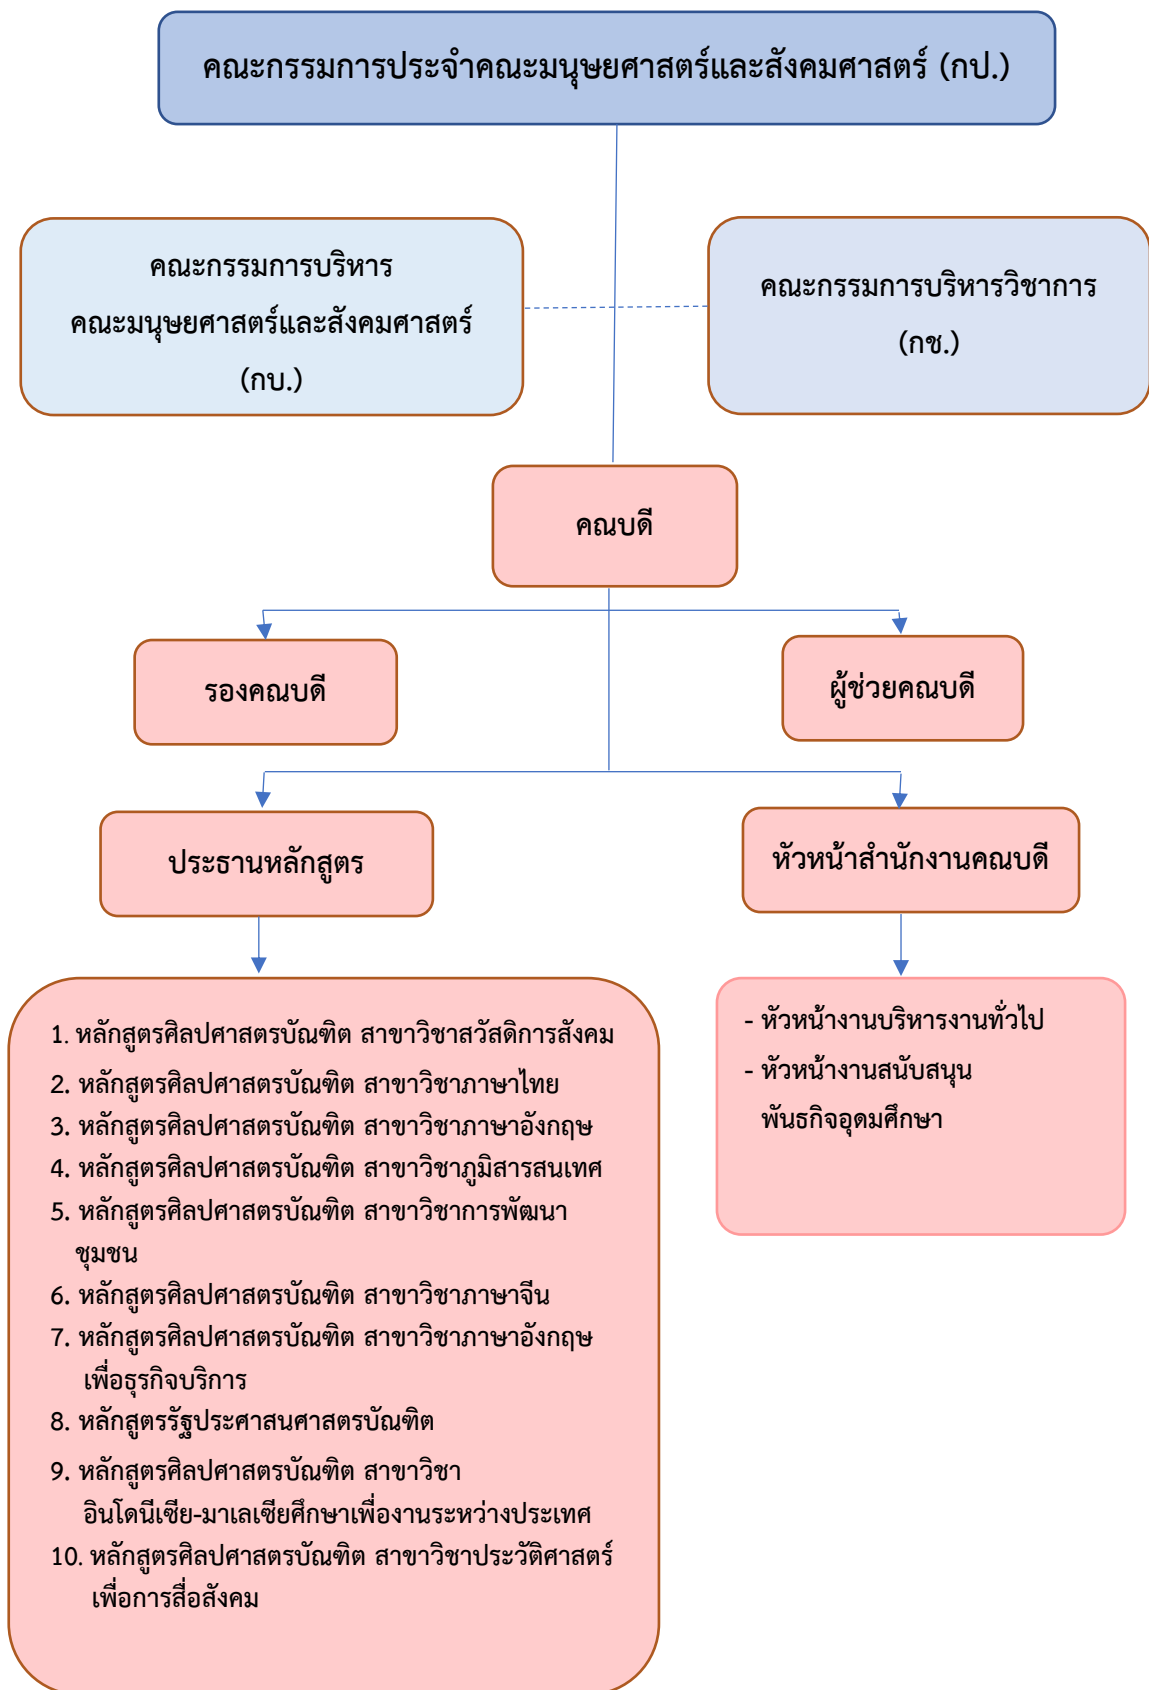 คณะกรรมการประจำคณะมนุษยศาสตร์และสังคมศาสตร์ (กป.)
คณะกรรมการบริหาร
คณะมนุษยศาสตร์และสังคมศาสตร์
(กบ.)
คณะกรรมการบริหารวิชาการ
(กช.)
คณบดี
รองคณบดี
ผู้ช่วยคณบดี
ประธานหลักสูตร
หัวหน้าสำนักงานคณบดี
1. หลักสูตรศิลปศาสตรบัณฑิต สาขาวิชาสวัสดิการสังคม
2. หลักสูตรศิลปศาสตรบัณฑิต สาขาวิชาภาษาไทย
3. หลักสูตรศิลปศาสตรบัณฑิต สาขาวิชาภาษาอังกฤษ
4. หลักสูตรศิลปศาสตรบัณฑิต สาขาวิชาภูมิสารสนเทศ
5. หลักสูตรศิลปศาสตรบัณฑิต สาขาวิชาการพัฒนา
ชุมชน
6. หลักสูตรศิลปศาสตรบัณฑิต สาขาวิชาภาษาจีน
7. หลักสูตรศิลปศาสตรบัณฑิต สาขาวิชาภาษาอังกฤษ
เพื่อธุรกิจบริการ
8. หลักสูตรรัฐประศาสนศาสตรบัณฑิต
9. หลักสูตรศิลปศาสตรบัณฑิต สาขาวิชา
อินโดนีเซีย-มาเลเซียศึกษาเพื่องานระหว่างประเทศ
10. หลักสูตรศิลปศาสตรบัณฑิต สาขาวิชาประวัติศาสตร์
เพื่อการสื่อสังคม
- หัวหน้างานบริหารงานทั่วไป
- หัวหน้างานสนับสนุน
พันธกิจอุดมศึกษา